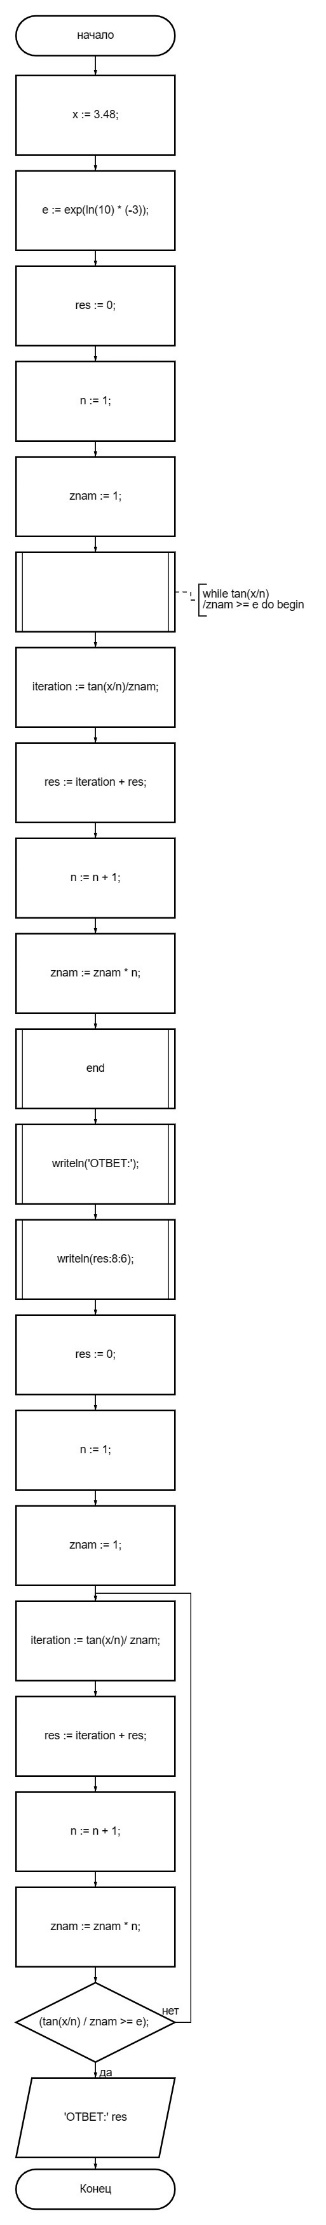 начало
x := 3.48;
e := exp(ln(10) * (-3));
res := 0;
n := 1;
znam := 1;
while tan(x/n)
/znam >= e do begin
iteration := tan(x/n)/znam;
res := iteration + res;
n := n + 1;
znam := znam * n;
end
writeln('ОТВЕТ:');
writeln(res:8:6);
res := 0;
n := 1;
znam := 1;
iteration := tan(x/n)/ znam;
res := iteration + res;
n := n + 1;
znam := znam * n;
нет
(tan(x/n) / znam >= e);
да
'ОТВЕТ:' res
Конец